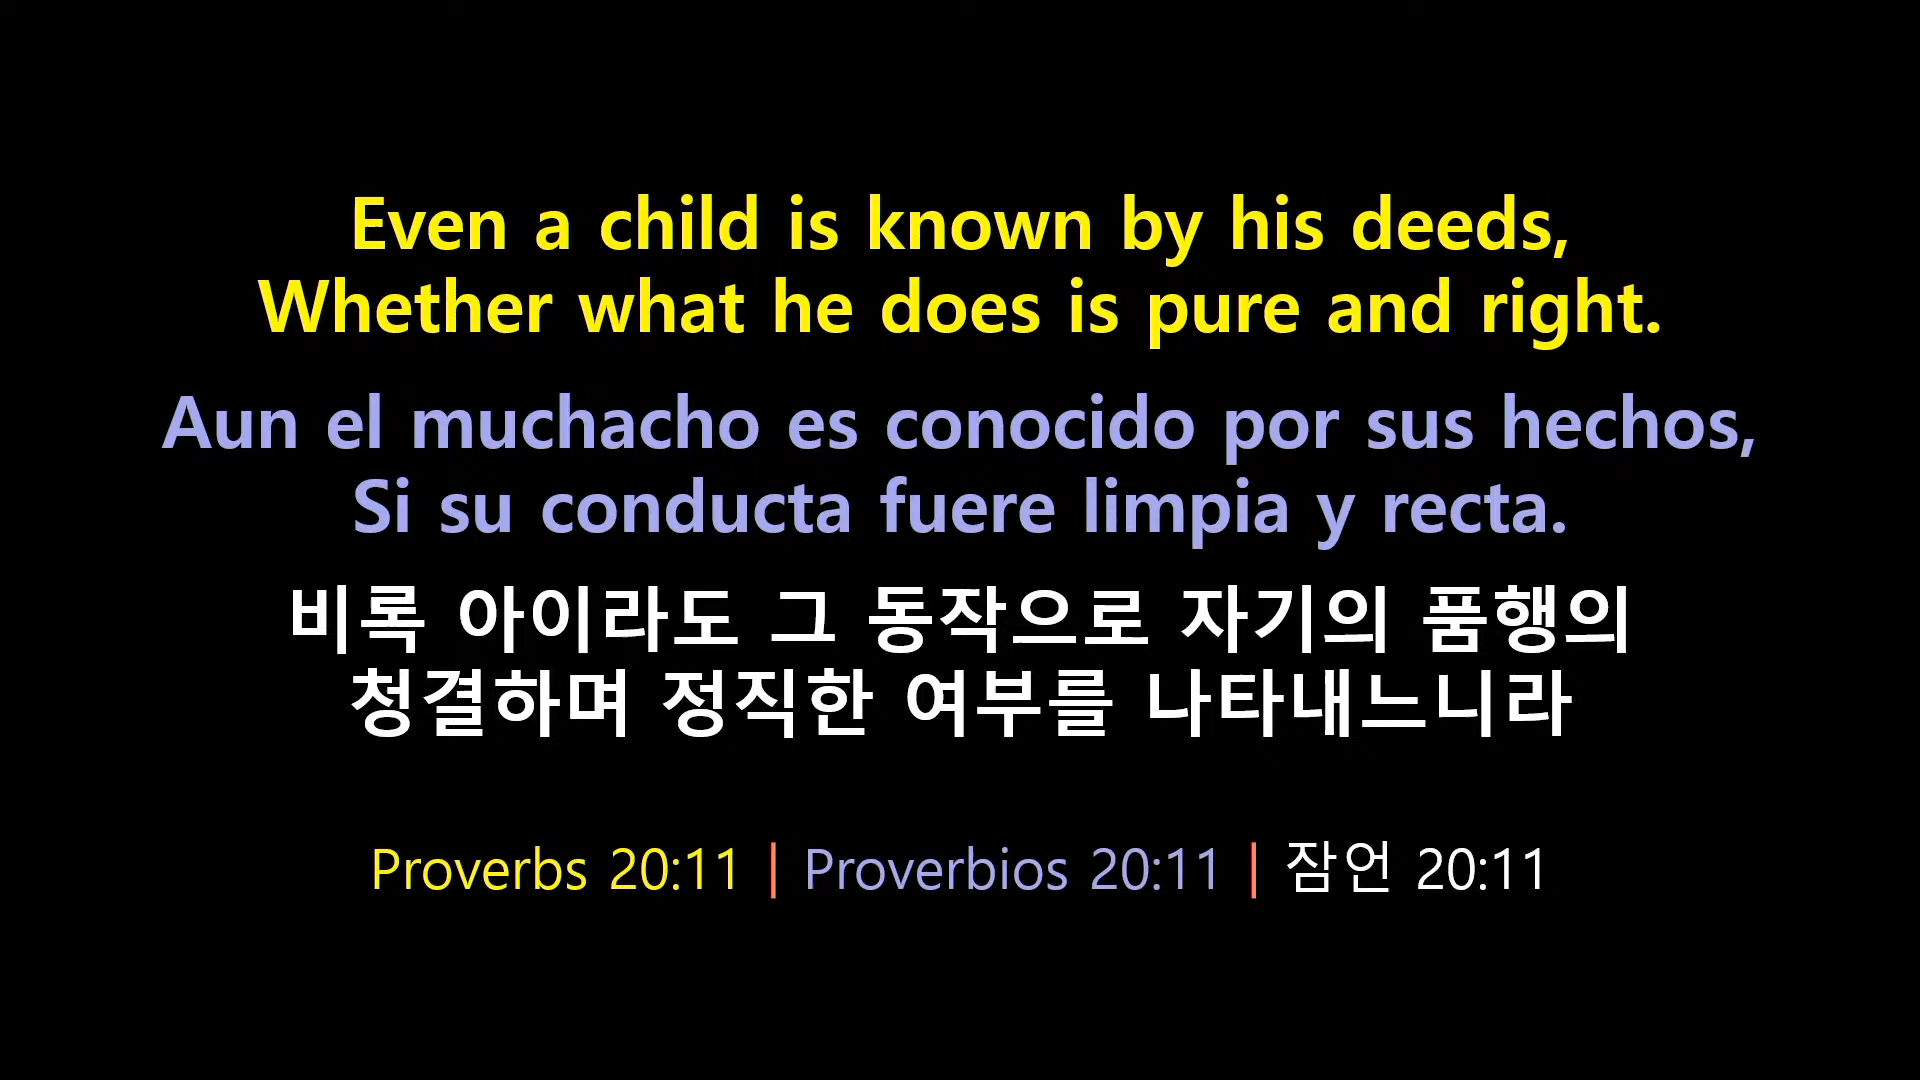 Even a child is known by his deeds,
Whether what he does is pure and right.
Aun el muchacho es conocido por sus hechos,
Si su conducta fuere limpia y recta.
비록 아이라도 그 동작으로 자기의 품행의
청결하며 정직한 여부를 나타내느니라
Proverbs 20:11 | Proverbios 20:11 | 잠언 20:11